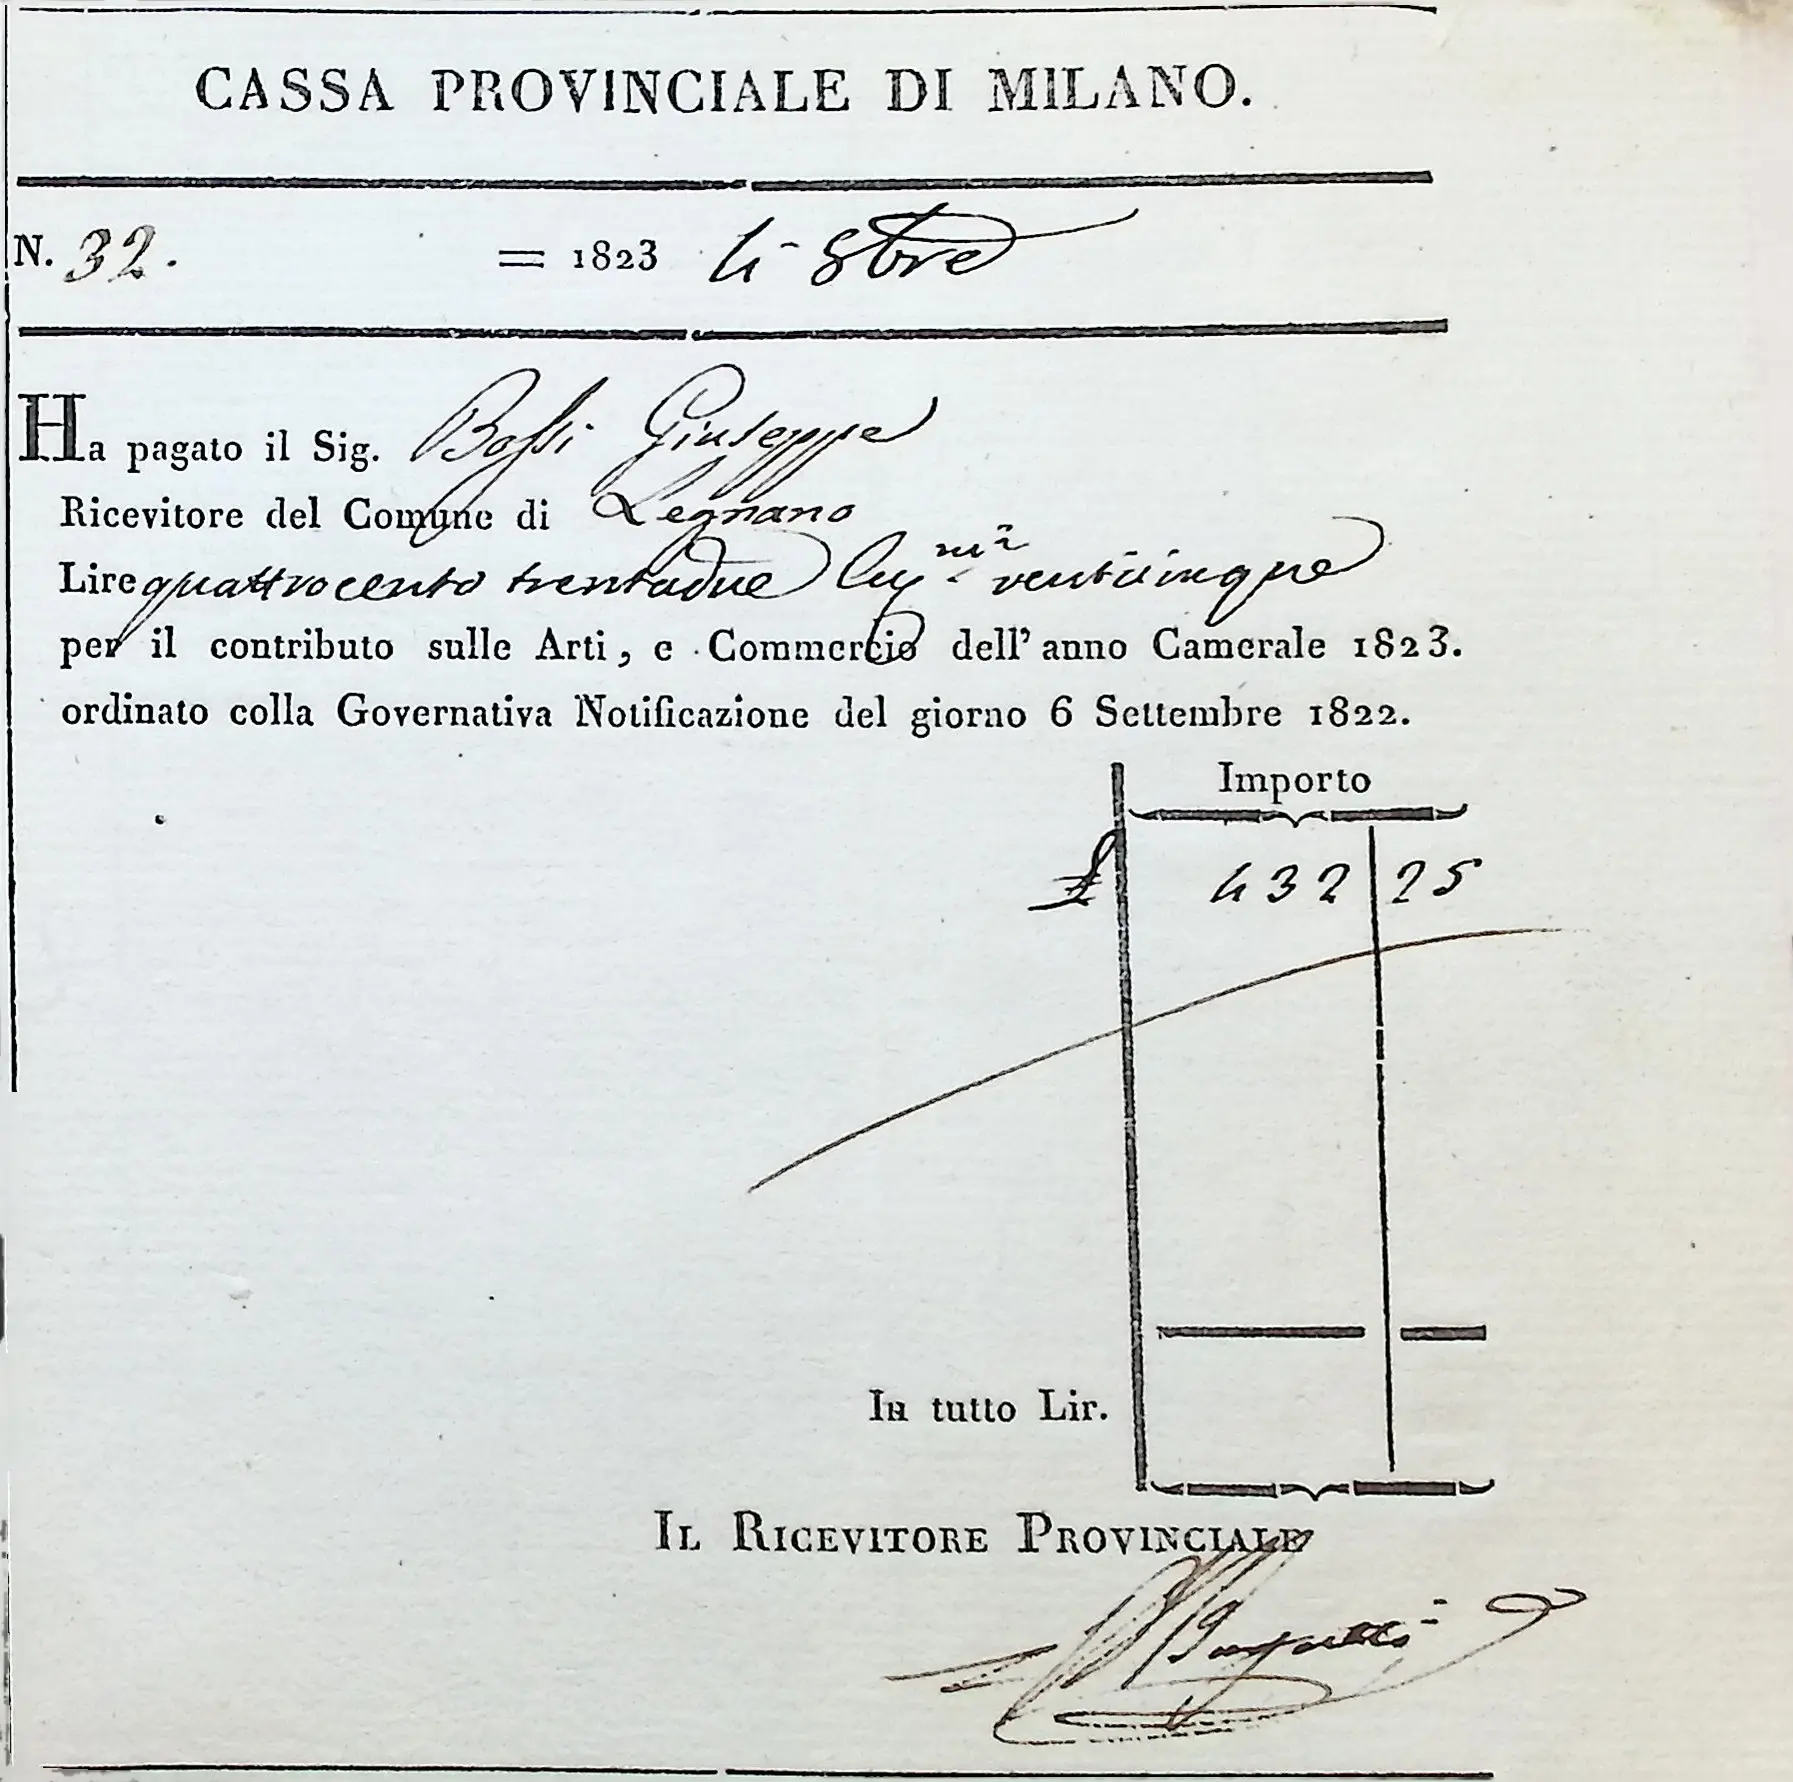 CASSA PROVINCIALE DI MILANO.
N. 32. = 1823 4 8bre
Ha pagato il Sig. Bossi Giuseppe
Ricevitore del Comune di Legnano
Lire quattrocento trentadue venticinque
per il contributo sulle Arti, e Commercio dell'anno Camerale 1823.
ordinato colla Governativa Notificazione del giorno 6 Settembre 1822.
Importo
£ 432 25
In tutto Lir.
IL RICEVITORE PROVINCIALE